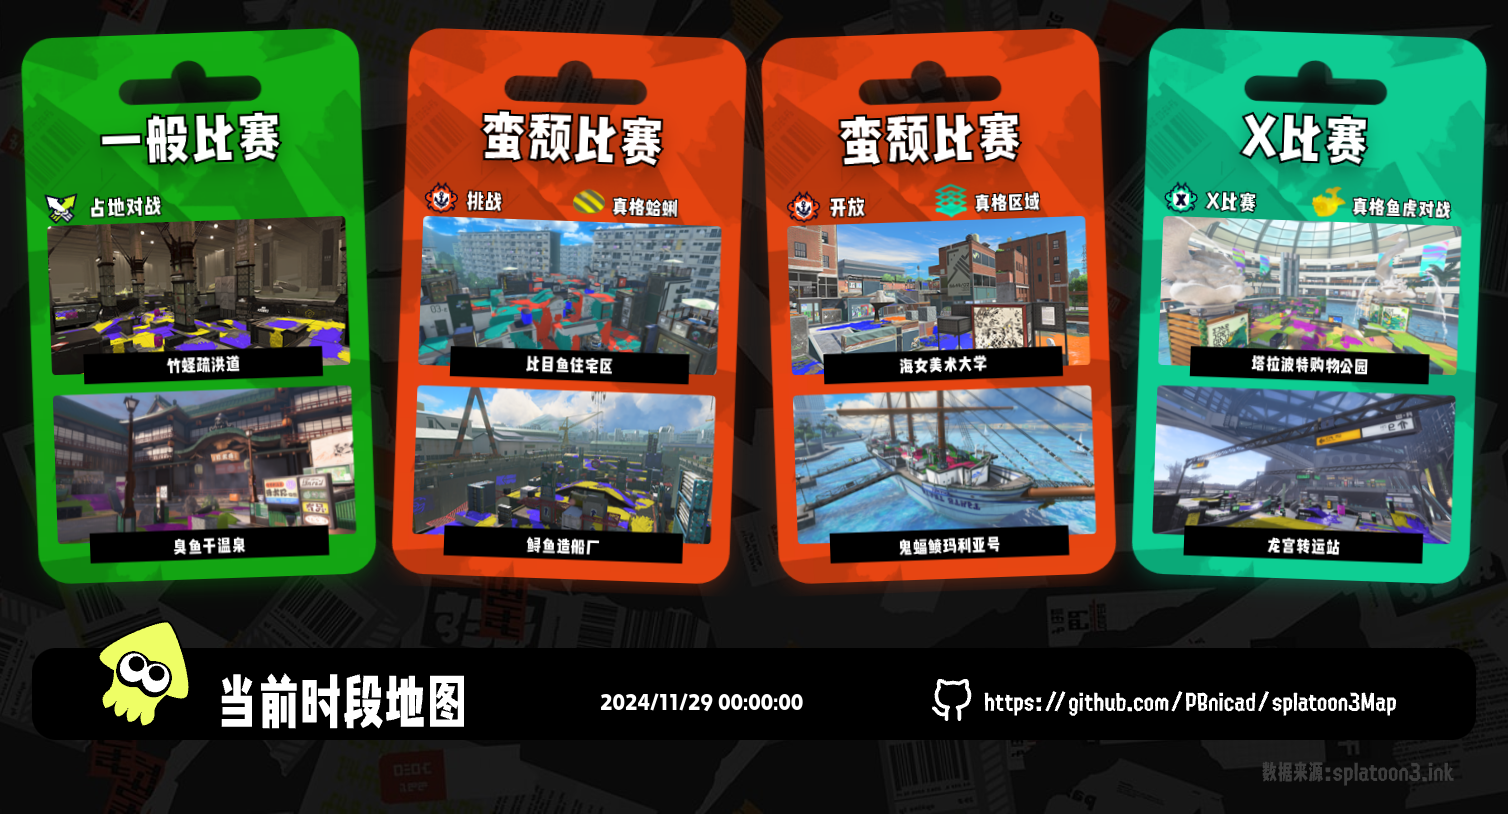 一般比赛
占地对战
竹蛏疏洪道
臭鱼干温泉
蛮颓比赛
挑战
真格蛤蜊
比目鱼住宅区
鲟鱼造船厂
蛮颓比赛
开放
真格区域
海女美术大学
鬼蝠鲼玛利亚号
X比赛
X比赛
真格鱼虎对战
塔拉波特购物公园
龙宫转运站
当前时段地图
2024/11/29 00:00:00
https://github.com/PBnicad/splatoon3Map
数据来源:splatoon3.ink